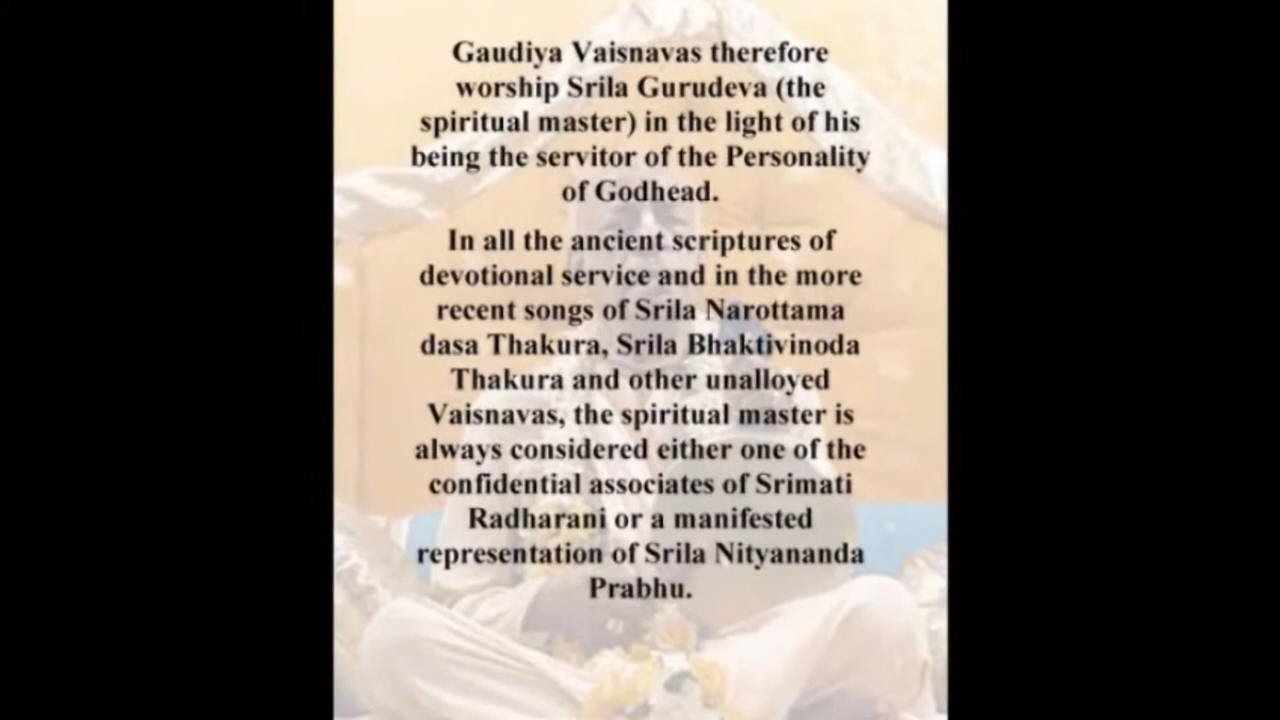 Gaudiya Vaisnavas therefore
worship Srila Gurudeva (the
spiritual master) in the light of his
being the servitor of the Personality
of Godhead.
In all the ancient scriptures of
devotional service and in the more
recent songs of Srila Narottama
dasa Thakura, Srila Bhaktivinoda
Thakura and other unalloyed
Vaisnavas, the spiritual master is
always considered either one of the
confidential associates of Srimati
Radharani or a manifested
representation of Srila Nityananda
Prabhu.